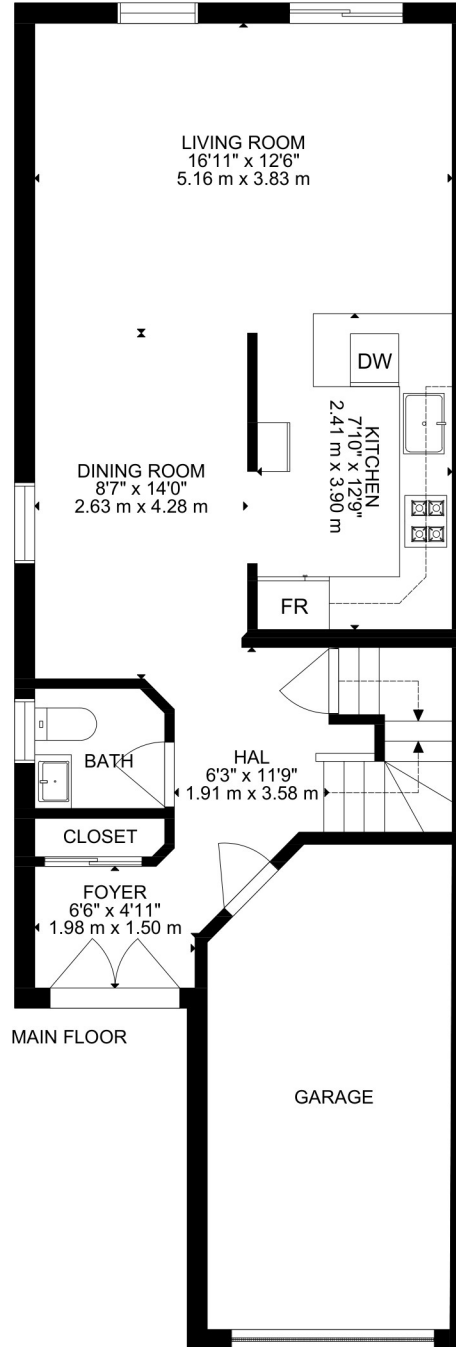 LIVING ROOM
16'11" x 12'6"
5.16 m x 3.83 m
DW
KITCHEN
7'10" x 12'9"
2.41 m x 3.90 m
DINING ROOM
8'7" x 14'0"
2.63 m x 4.28 m
FR
BATH
HAL
6'3" x 11'9"
1.91 m x 3.58 m
CLOSET
FOYER
6'6" x 4'11"
1.98 m x 1.50 m
MAIN FLOOR
GARAGE